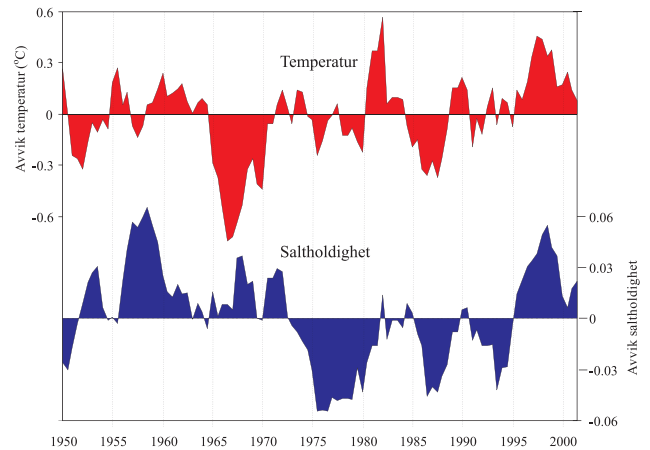 0.6
0.3
0
-0.3
-0.6
Avvik temperatur (°C)
Temperatur
Saltholdighet
0.06
0.03
0
-0.03
-0.06
Avvik saltholdighet
1950 1955 1960 1965 1970 1975 1980 1985 1990 1995 2000